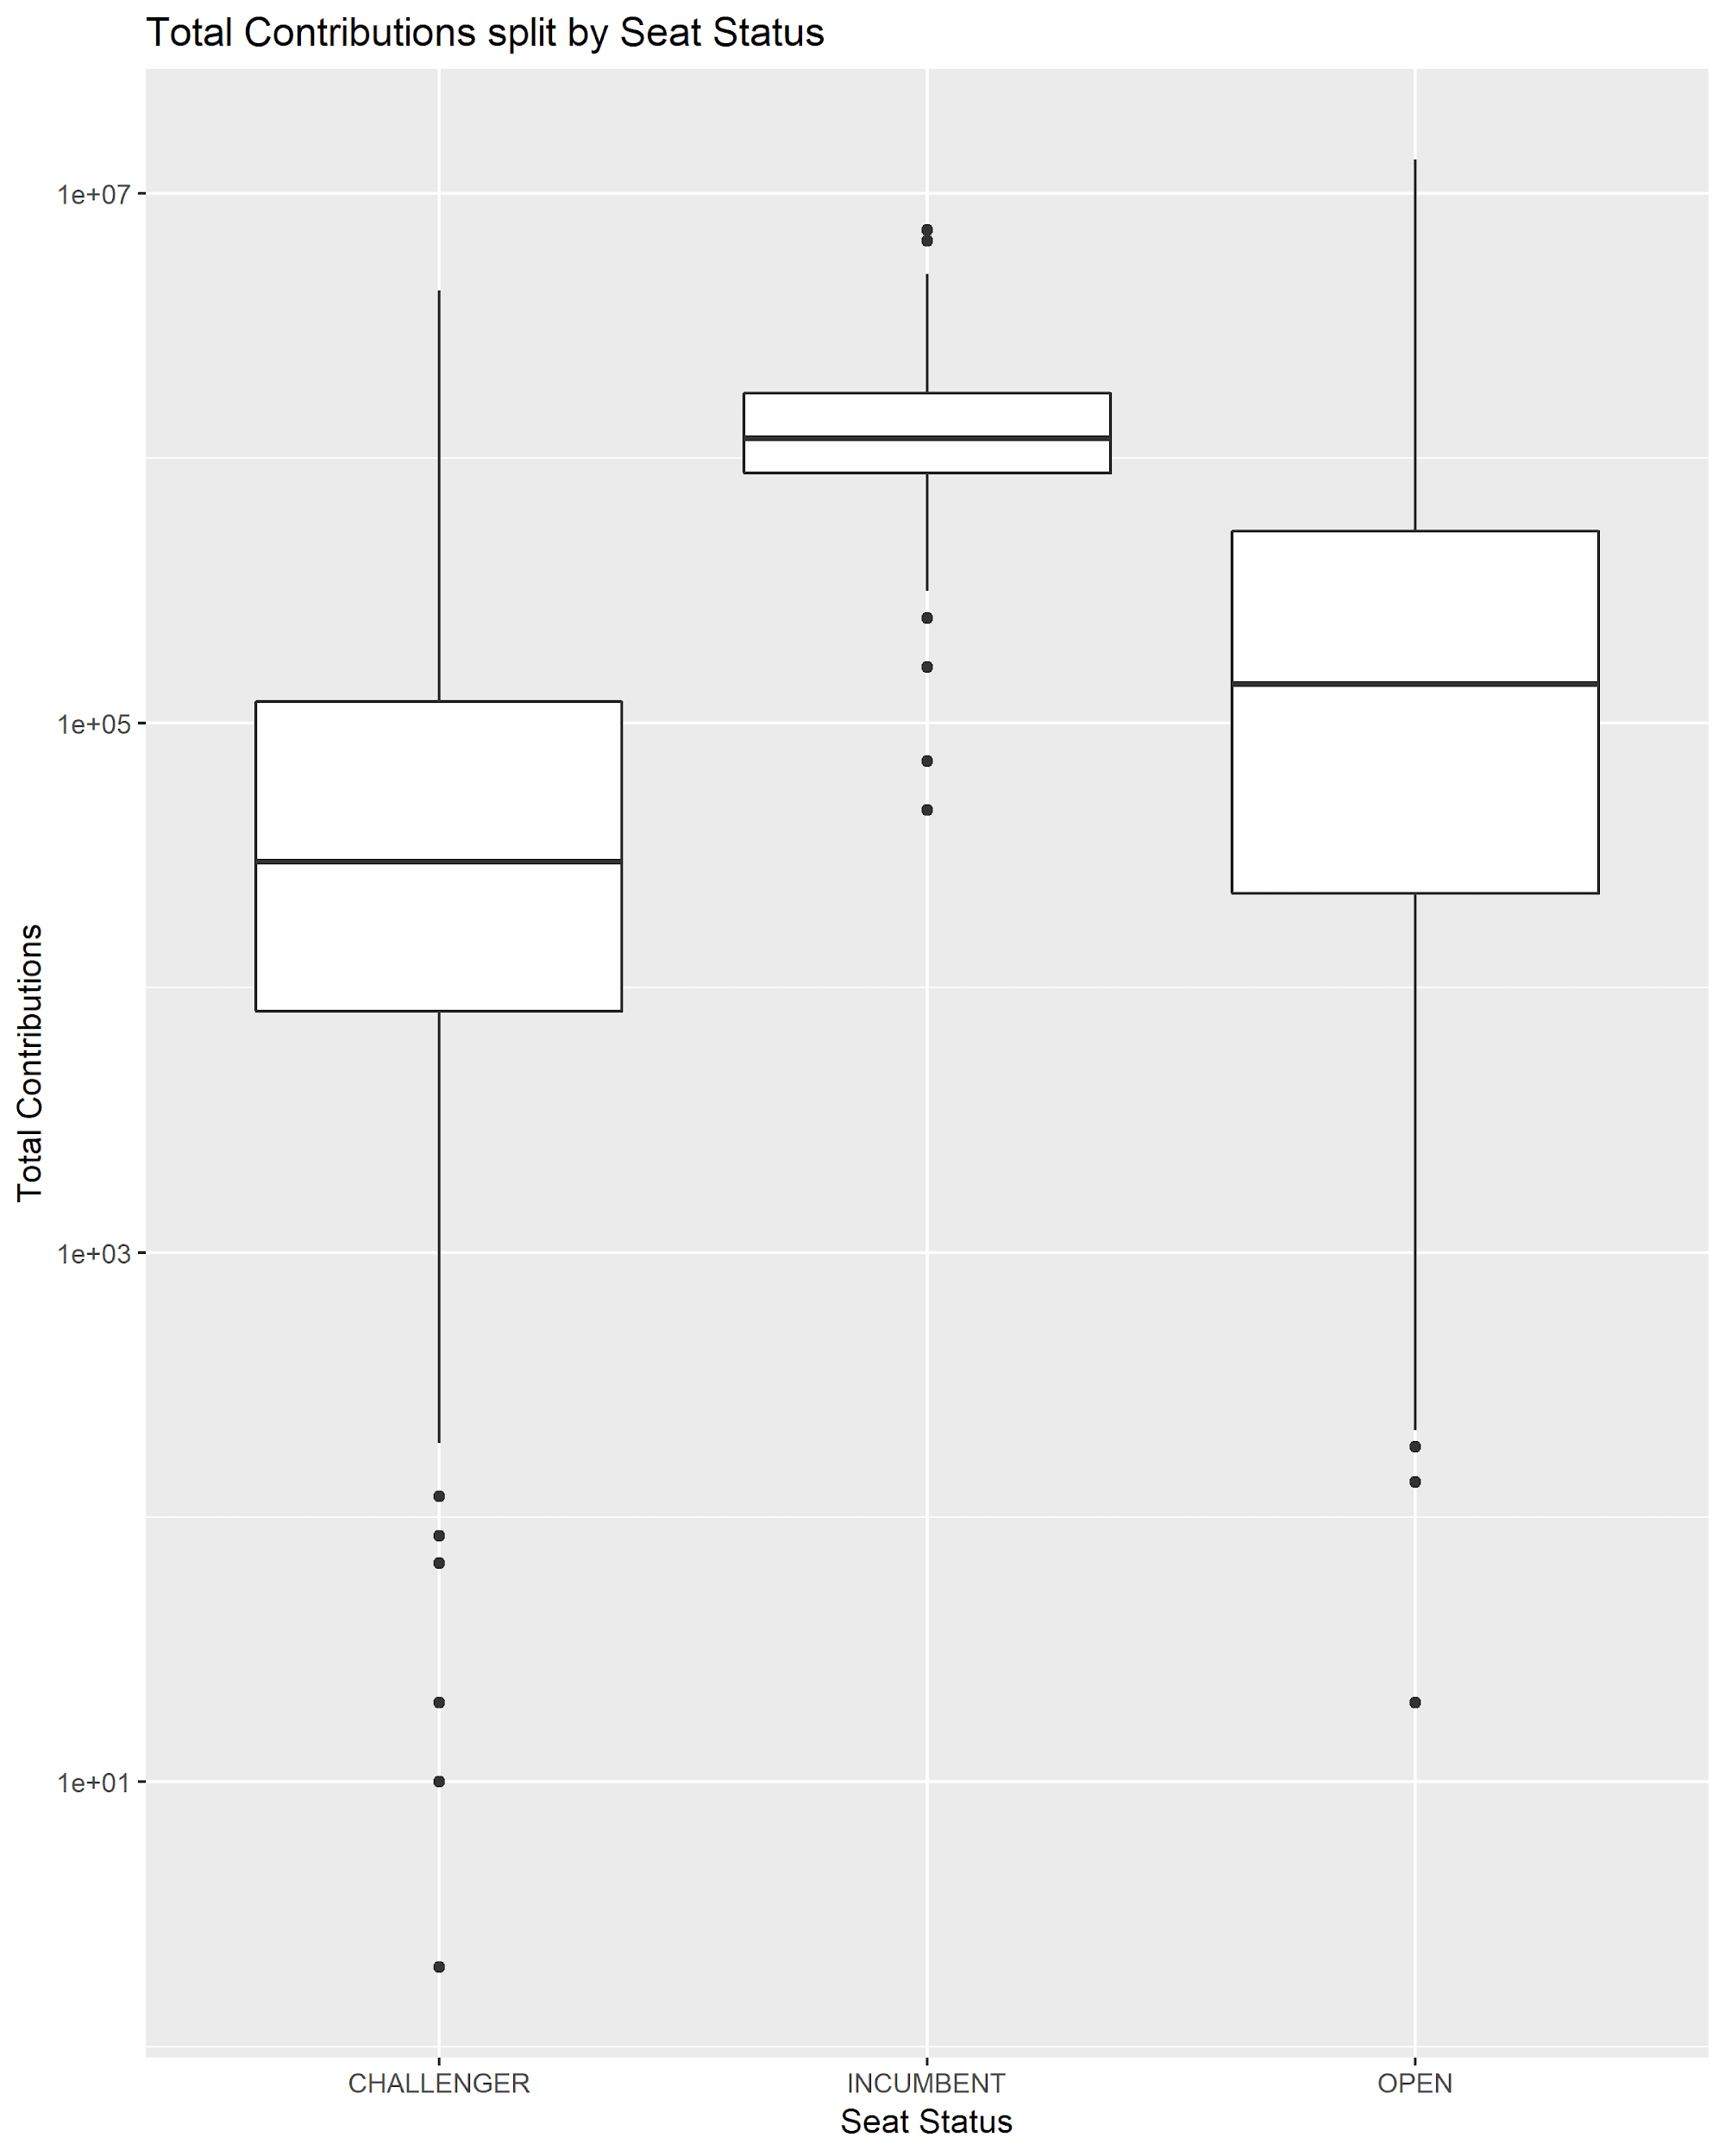 Total Contributions split by Seat Status
Total Contributions
1e+07
1e+05
1e+03
1e+01
CHALLENGER INCUMBENT OPEN
Seat Status